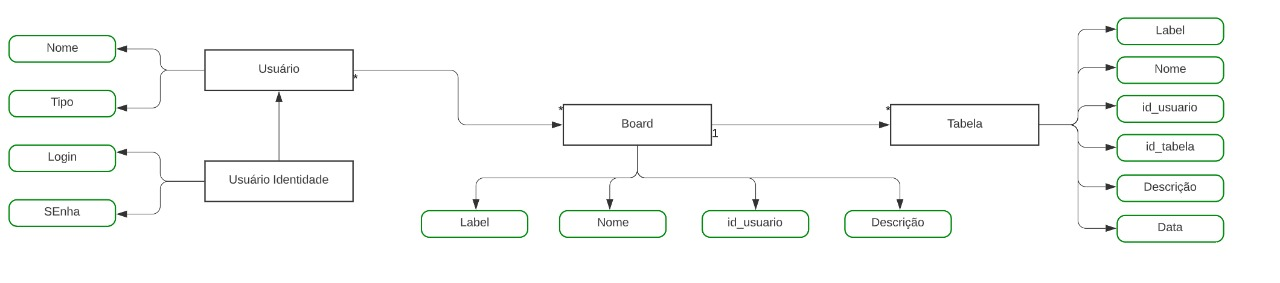 Nome
Tipo
Login
SEnha
Usuário
*
Usuário Identidade
*
Board
1
Label
Nome
id_usuario
Descrição
*
Tabela
Label
Nome
id_usuario
id_tabela
Descrição
Data